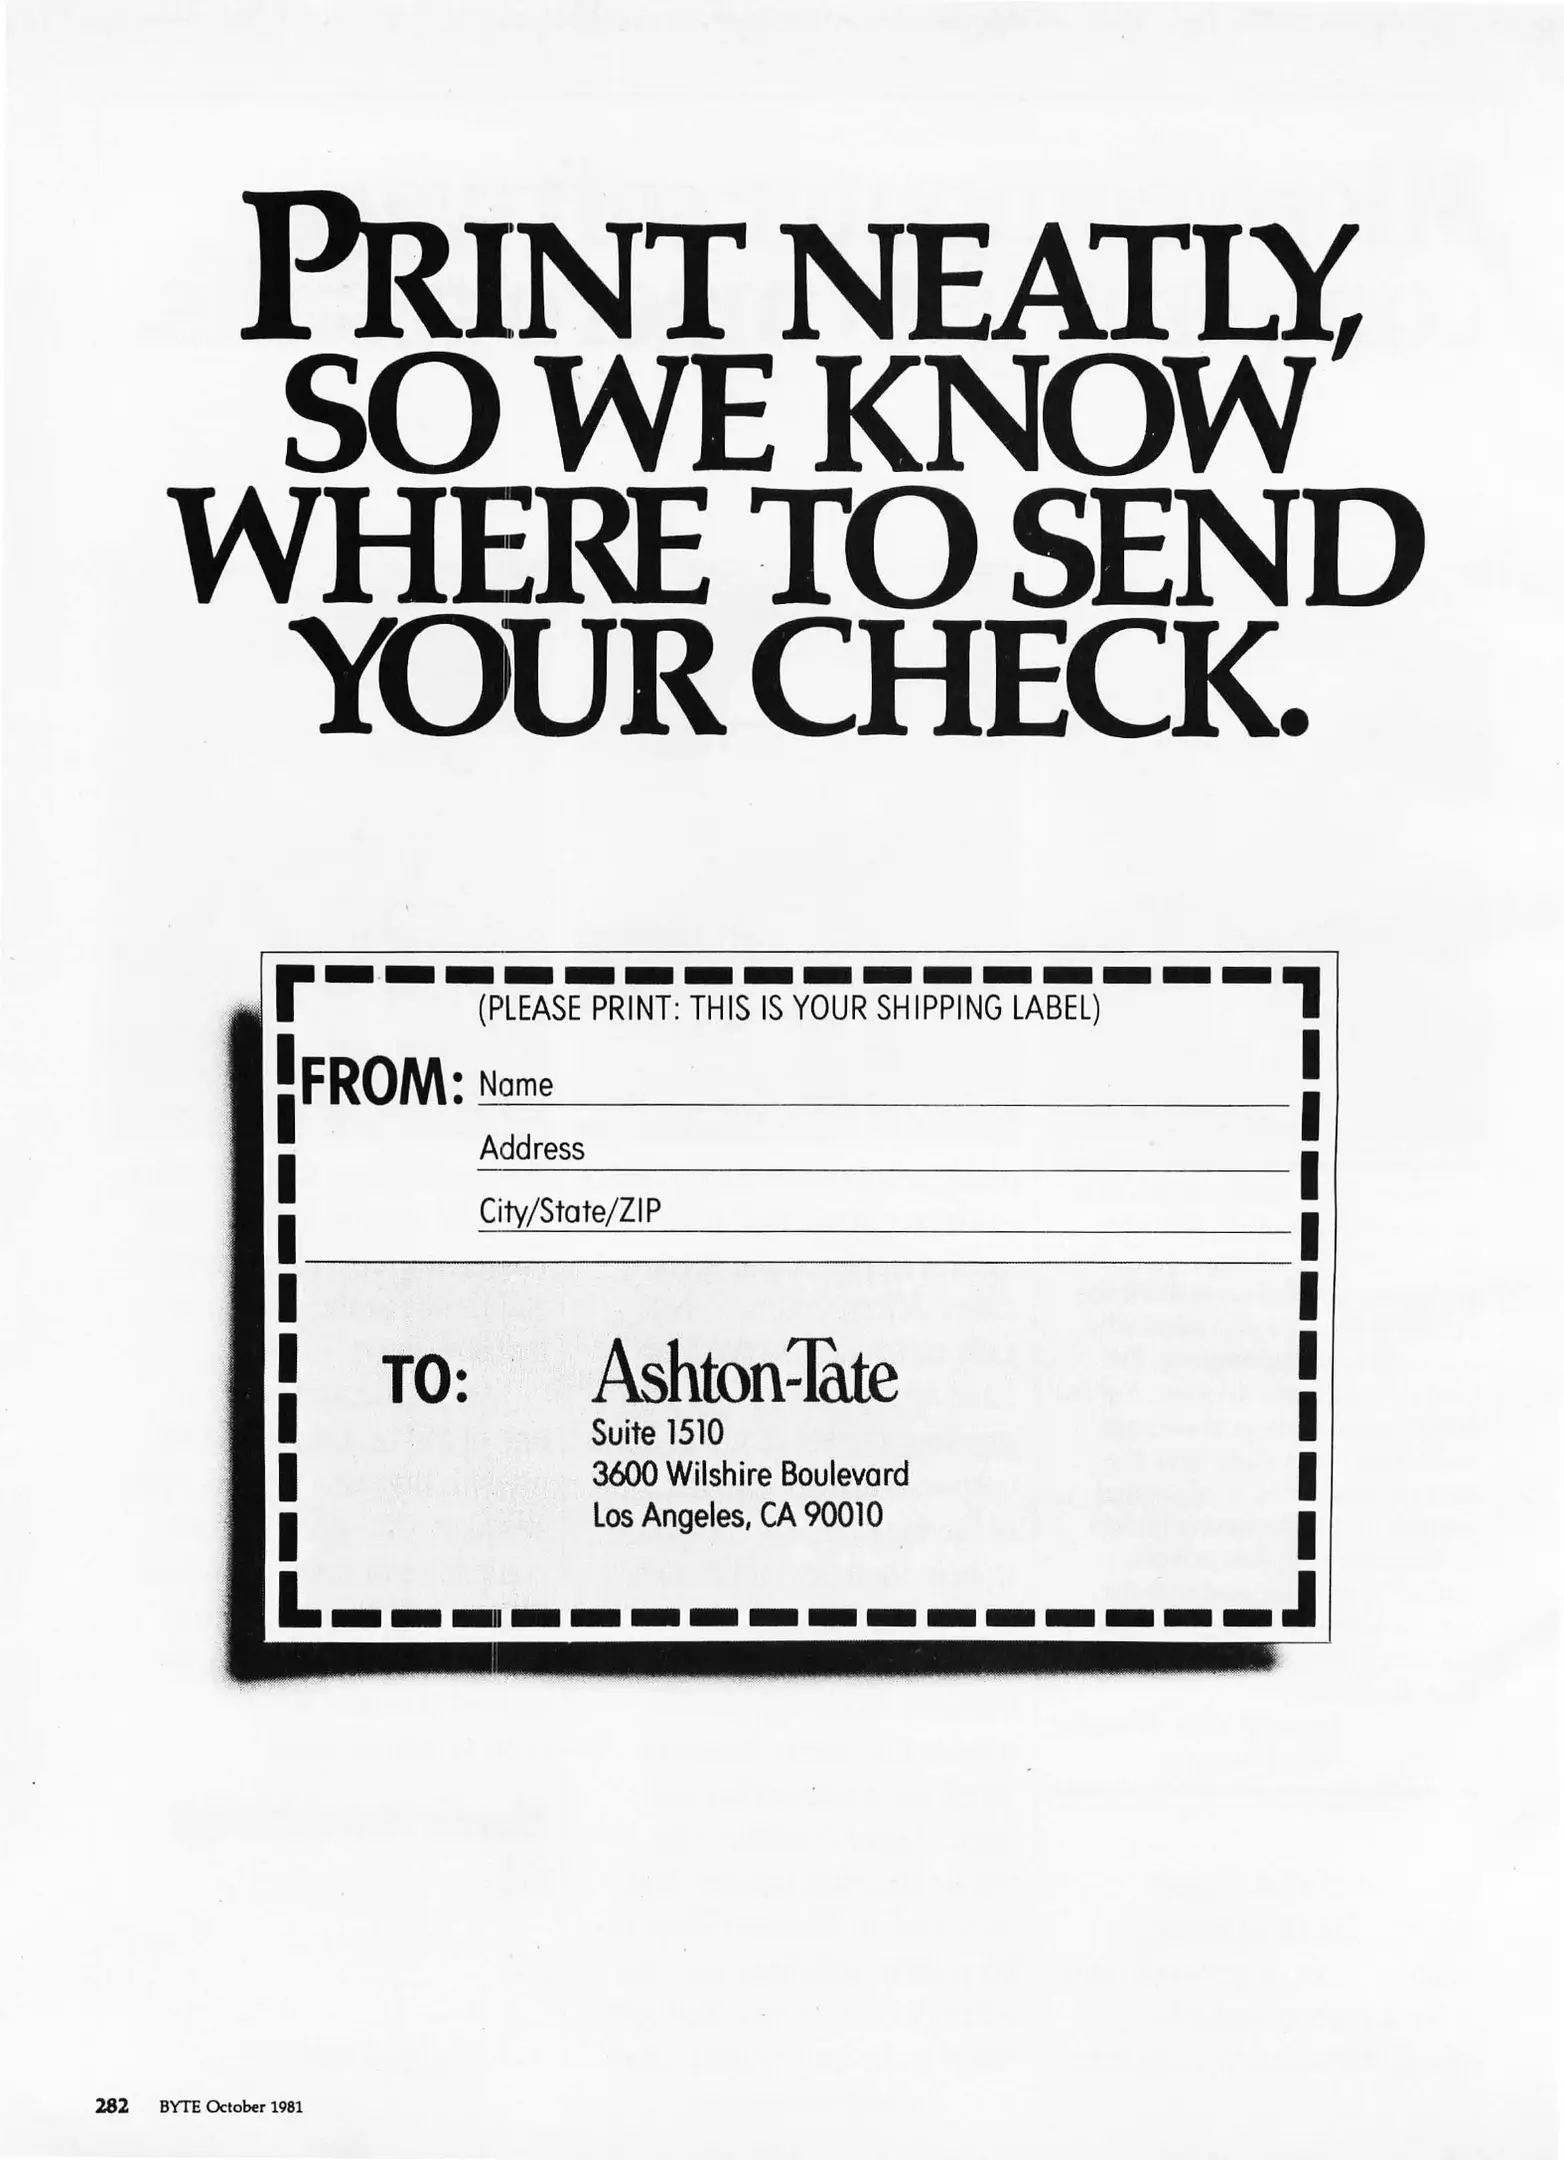 PRINT NEATLY,
SO WE KNOW
WHERE TO SEND
YOUR CHECK.
(PLEASE PRINT: THIS IS YOUR SHIPPING LABEL)
FROM: Name
Address
City/State/ZIP
TO: Ashton-Tate
Suite 1510
3600 Wilshire Boulevard
Los Angeles, CA 90010
282 BYTE October 1981